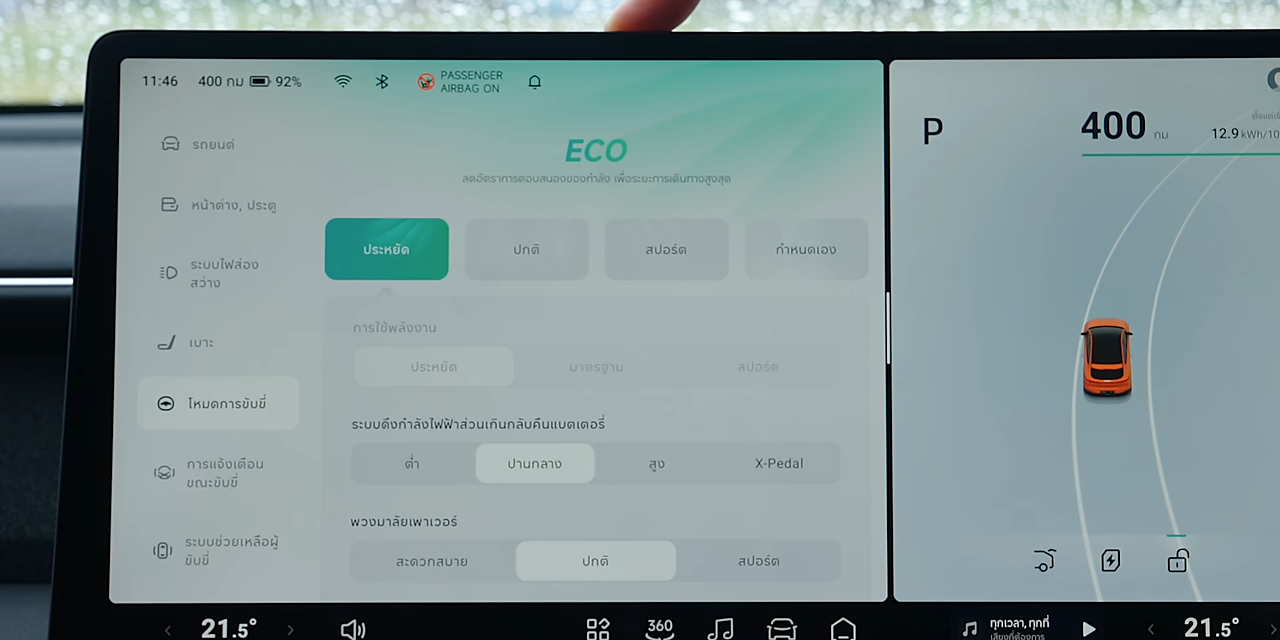 11:46
400 กม
92%
PASSENGER
AIRBAG ON
รถยนต์
หน้าต่าง, ประตู
ระบบไฟส่อง
สว่าง
เบาะ
โหมดการขับขี่
การแจ้งเตือน
ขณะขับขี่
ระบบช่วยเหลือผู้
ขับขี่
ECO
ลดอัตราการตอบสนองของกำลัง เพื่อระยะการเดินทางสูงสุด
ประหยัด
ปกติ
สปอร์ต
กำหนดเอง
การใช้พลังงาน
ประหยัด
มาตรฐาน
สปอร์ต
ระบบดึงกำลังไฟฟ้าส่วนเกินกลับคืนแบตเตอรี่
ต่ำ
ปานกลาง
สูง
X-Pedal
พวงมาลัยเพาเวอร์
สะดวกสบาย
ปกติ
สปอร์ต
P
400 กม
12.9 kWh/10
21.5°
360
ทุกเวลา, ทุกที่
เสียงที่ต้องการ
21.5°